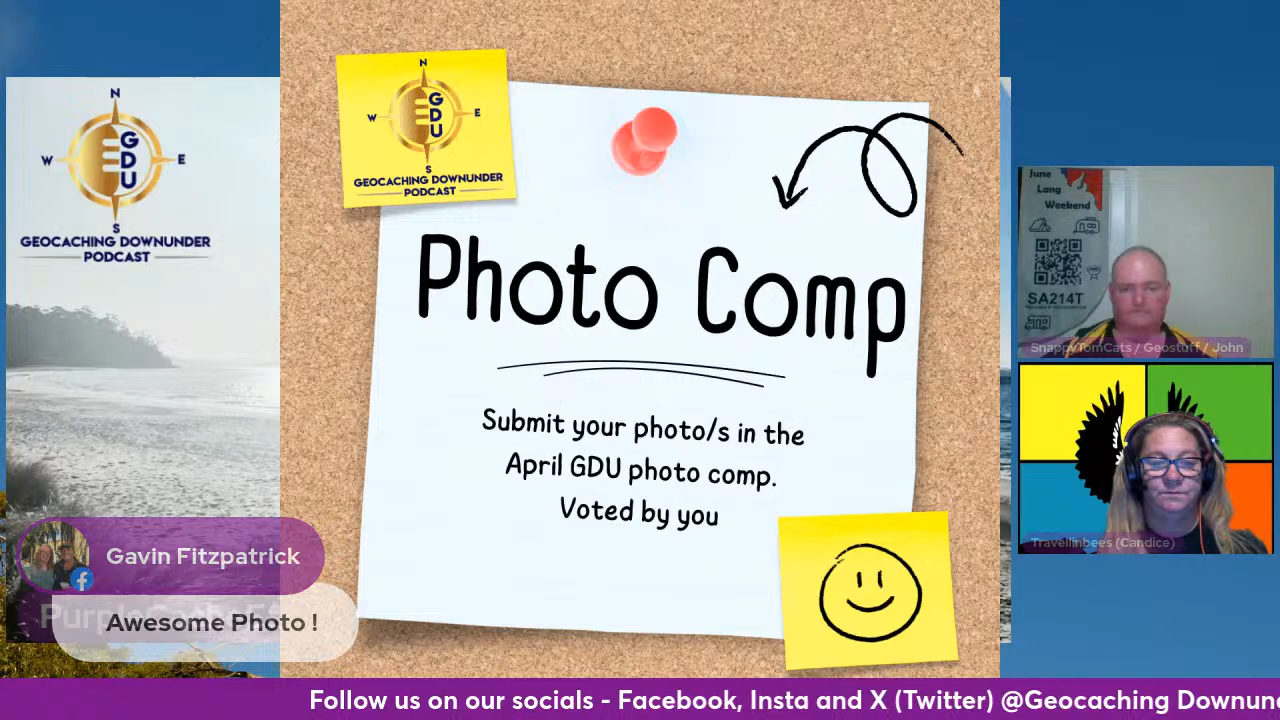 N
W
E
GDU
S
GEOCACHING DOWNUNDER
PODCAST
N
W
E
GDU
S
GEOCACHING DOWNUNDER
PODCAST
Photo Comp
Submit your photo/s in the
April GDU photo comp.
Voted by you
June
Long
Weekend
SA214T
SnappyTomCats / Geostuff / John
Travellinbees (Candice)
Gavin Fitzpatrick
Awesome Photo !
Follow us on our socials - Facebook, Insta and X (Twitter) @Geocaching Downun